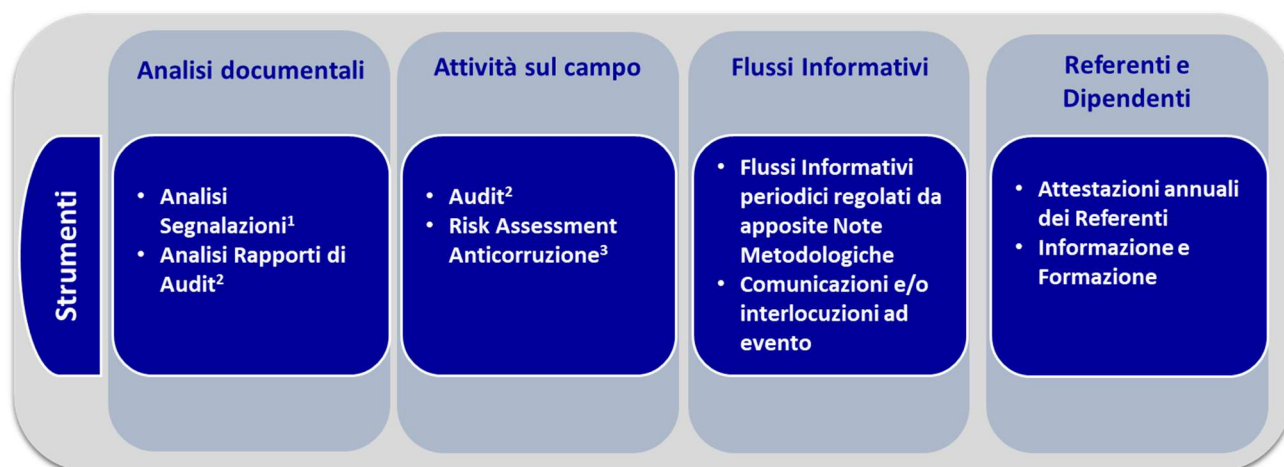 Analisi documentali
Attività sul campo
Flussi Informativi
Referenti e
Dipendenti
Strumenti
• Analisi
Segnalazioni¹
• Analisi Rapporti di
Audit²
• Audit²
• Risk Assessment
Anticorruzione³
• Flussi Informativi
periodici regolati da
apposite Note
Metodologiche
• Comunicazioni e/o
interlocuzioni ad
evento
• Attestazioni annuali
dei Referenti
• Informazione e
Formazione